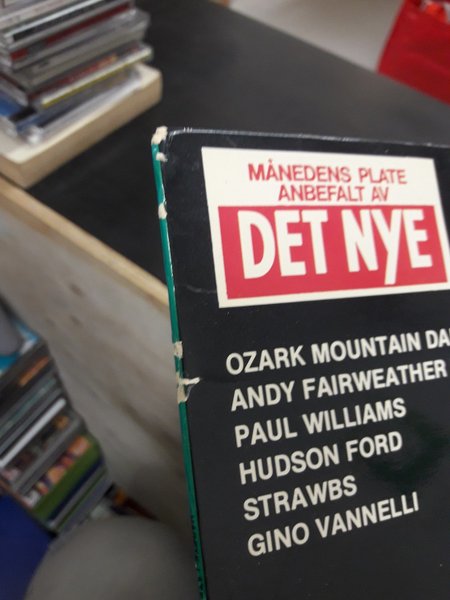 MÅNEDENS PLATE
ANBEFALT AV
DET NYE
OZARK MOUNTAIN DA
ANDY FAIRWEATHER
PAUL WILLIAMS
HUDSON FORD
STRAWBS
GINO VANNELLI